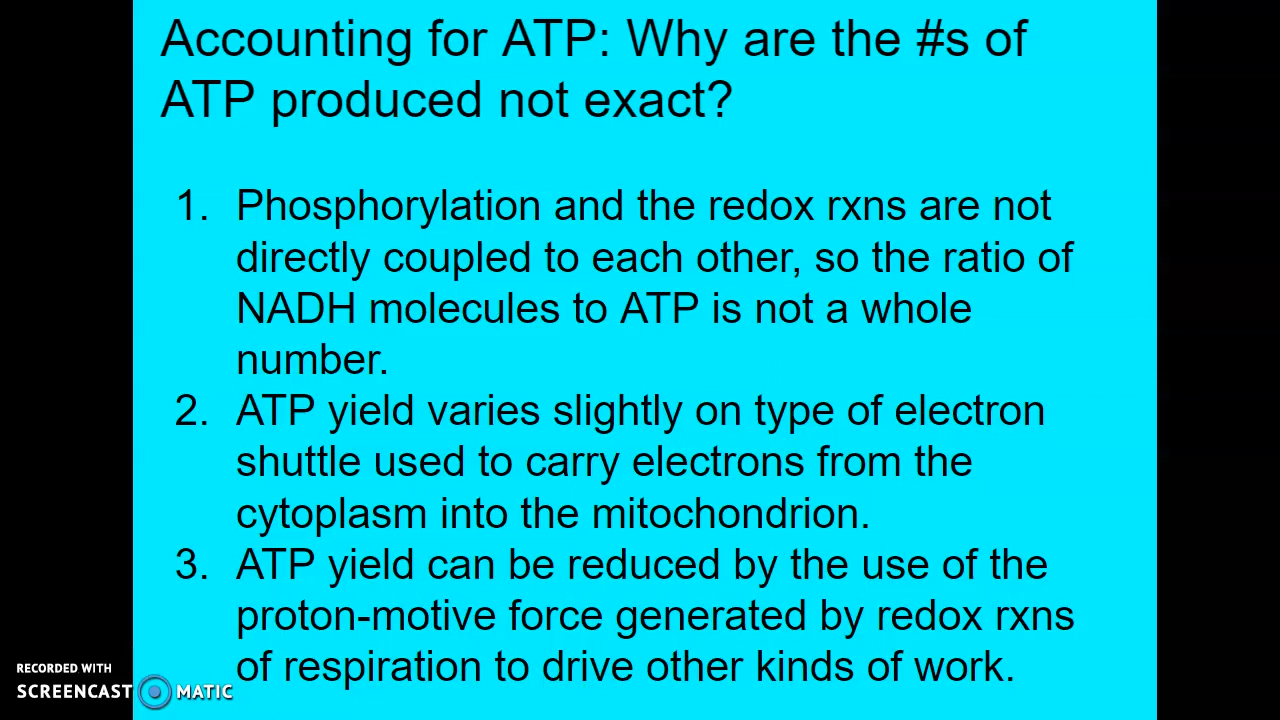 Accounting for ATP: Why are the #s of
ATP produced not exact?
1. Phosphorylation and the redox rxns are not
directly coupled to each other, so the ratio of
NADH molecules to ATP is not a whole
number.
2. ATP yield varies slightly on type of electron
shuttle used to carry electrons from the
cytoplasm into the mitochondrion.
3. ATP yield can be reduced by the use of the
proton-motive force generated by redox rxns
of respiration to drive other kinds of work.
RECORDED WITH
SCREENCAST MATIC